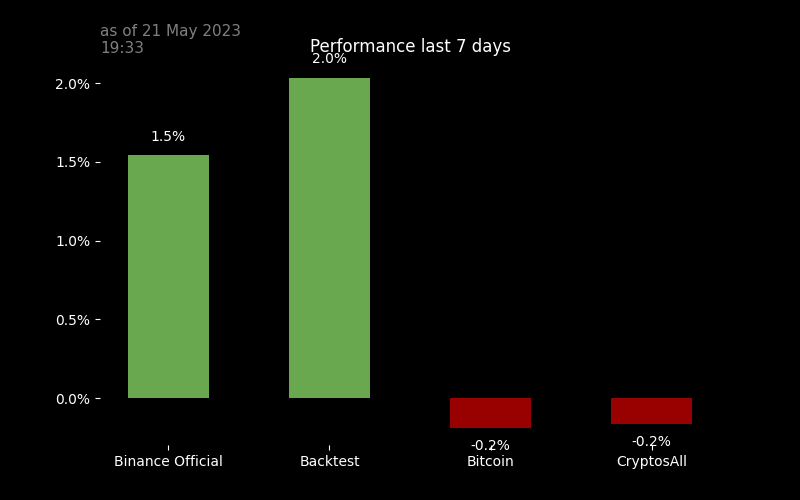 as of 21 May 2023
19:33
Performance last 7 days
2.0%
2.0%
1.5%
1.5%
1.0%
0.5%
0.0%
-0.2%
-0.2%
Binance Official
Backtest
Bitcoin
CryptosAll